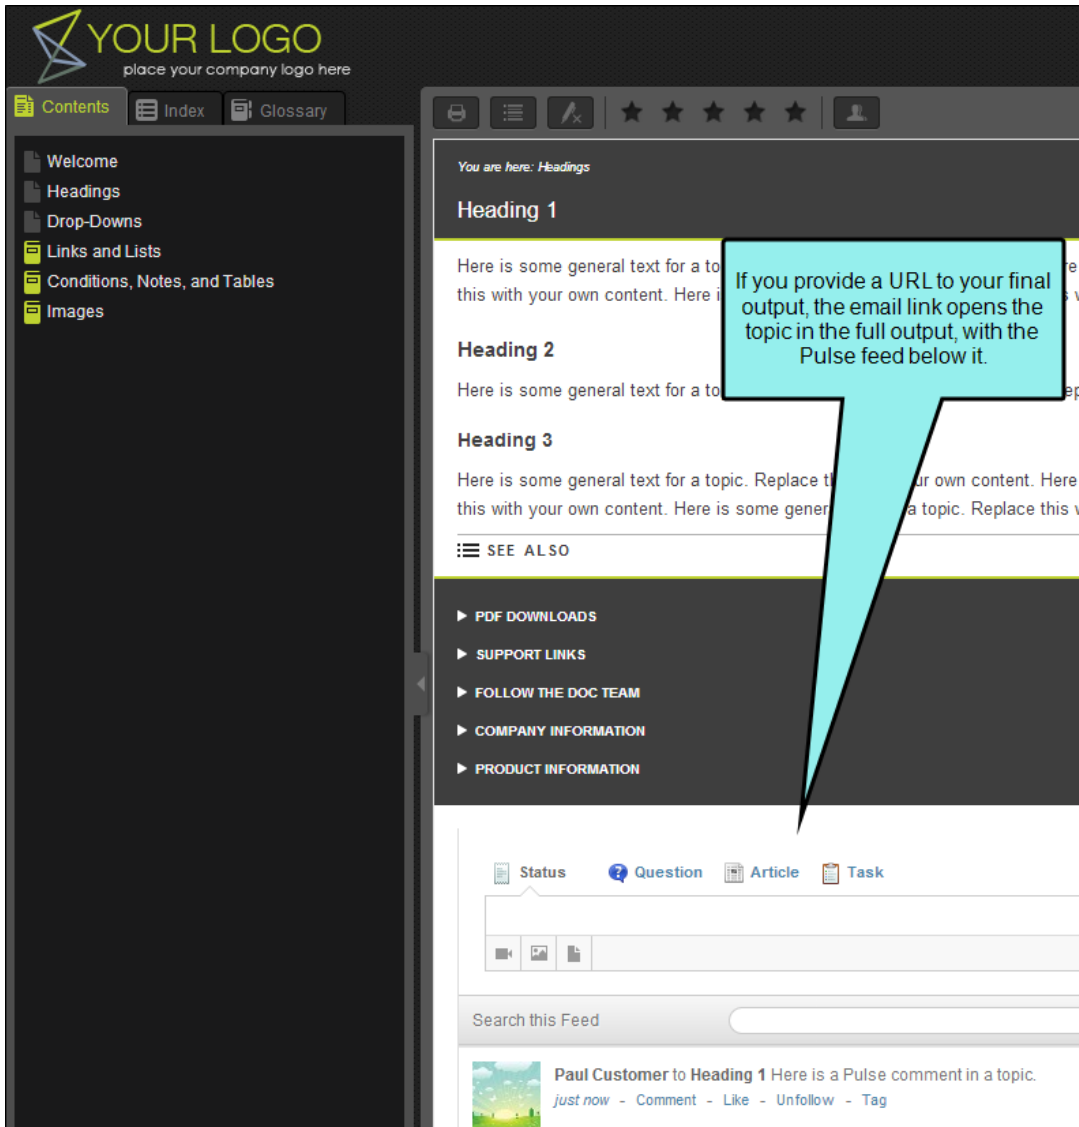 YOUR LOGO
place your company logo here
Contents
Index
Glossary
Welcome
Headings
Drop-Downs
Links and Lists
Conditions, Notes, and Tables
Images
You are here: Headings
Heading 1
Here is some general text for a
this with your own content. Here
If you provide a URL to your final
output, the email link opens the
topic in the full output, with the
Pulse feed below it.
Heading 2
Here is some general text for a
Heading 3
Here is some general text for a topic. Replace own content. Here
this with your own content. Here is some a topic. Replace this
SEE ALSO
PDF DOWNLOADS
SUPPORT LINKS
FOLLOW THE DOC TEAM
COMPANY INFORMATION
PRODUCT INFORMATION
Status
Question
Article
Task
Search this Feed
Paul Customer to Heading 1 Here is a Pulse comment in a topic.
just now - Comment - Like - Unfollow - Tag